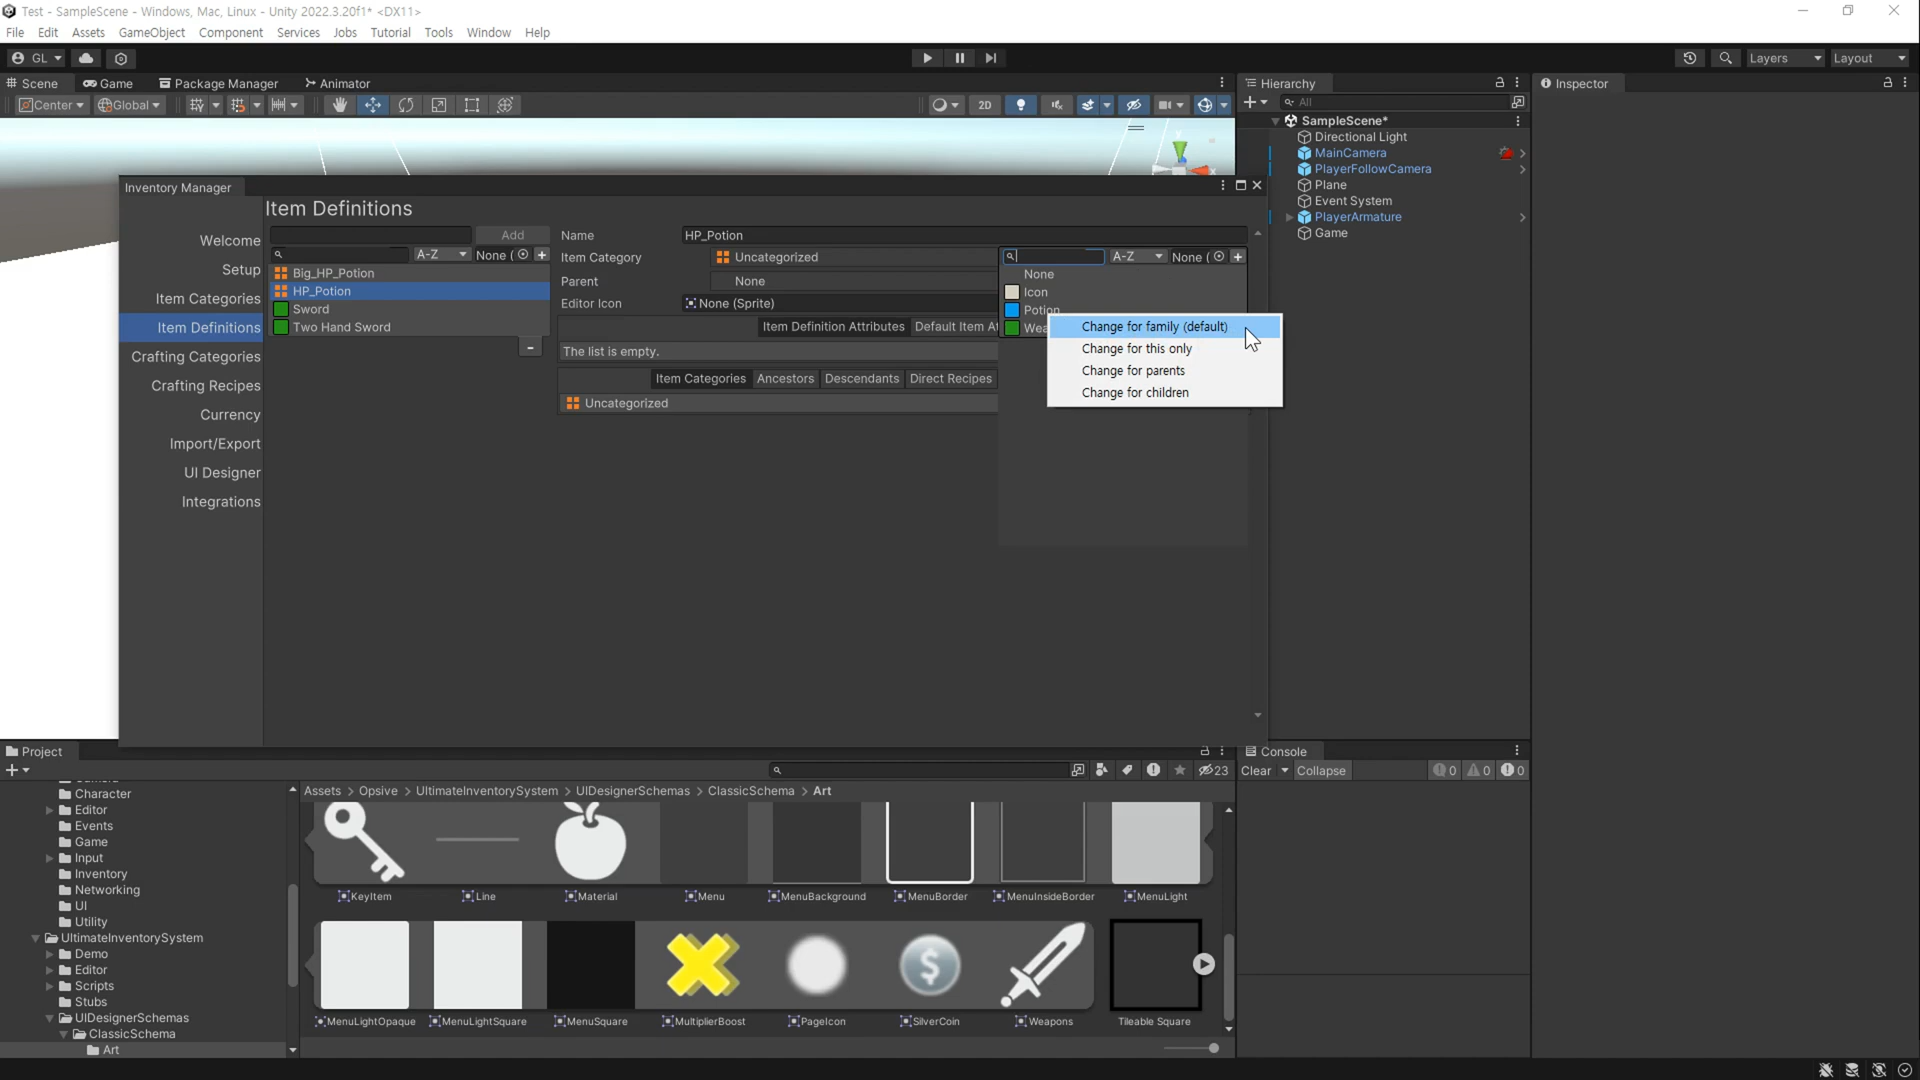 Test - SampleScene - Windows, Mac, Linux - Unity 2022.3.20f1* <DX11>
File Edit Assets GameObject Component Services Jobs Tutorial Tools Window Help
GL
Layers
Layout
Scene
Game
Package Manager
Animator
Center
Global
2D
Hierarchy
All
SampleScene*
Directional Light
MainCamera
PlayerFollowCamera
Plane
Event System
PlayerArmature
Game
Inspector
Inventory Manager
Welcome
Setup
Item Categories
Item Definitions
Crafting Categories
Crafting Recipes
Currency
Import/Export
UI Designer
Integrations
Item Definitions
Add
A-Z
None (
Big_HP_Potion
HP_Potion
Sword
Two Hand Sword
Name HP_Potion
Item Category Uncategorized
Parent None
Editor Icon None (Sprite)
Item Definition Attributes Default Item At
The list is empty.
Item Categories Ancestors Descendants Direct Recipes
Uncategorized
A-Z
None (
None
Icon
Potion
Wea
Change for family (default)
Change for this only
Change for parents
Change for children
Project
23
Character
Editor
Events
Game
Input
Inventory
Networking
UI
Utility
UltimateInventorySystem
Demo
Editor
Scripts
Stubs
UIDesignerSchemas
ClassicSchema
Art
Assets > Opsive > UltimateInventorySystem > UIDesignerSchemas > ClassicSchema > Art
KeyItem Line Material Menu MenuBackground MenuBorder MenuInsideBorder MenuLight
MenuLightOpaque MenuLightSquare MenuSquare MultiplierBoost PageIcon SilverCoin Weapons Tileable Square
Console
Clear Collapse 0 0 0